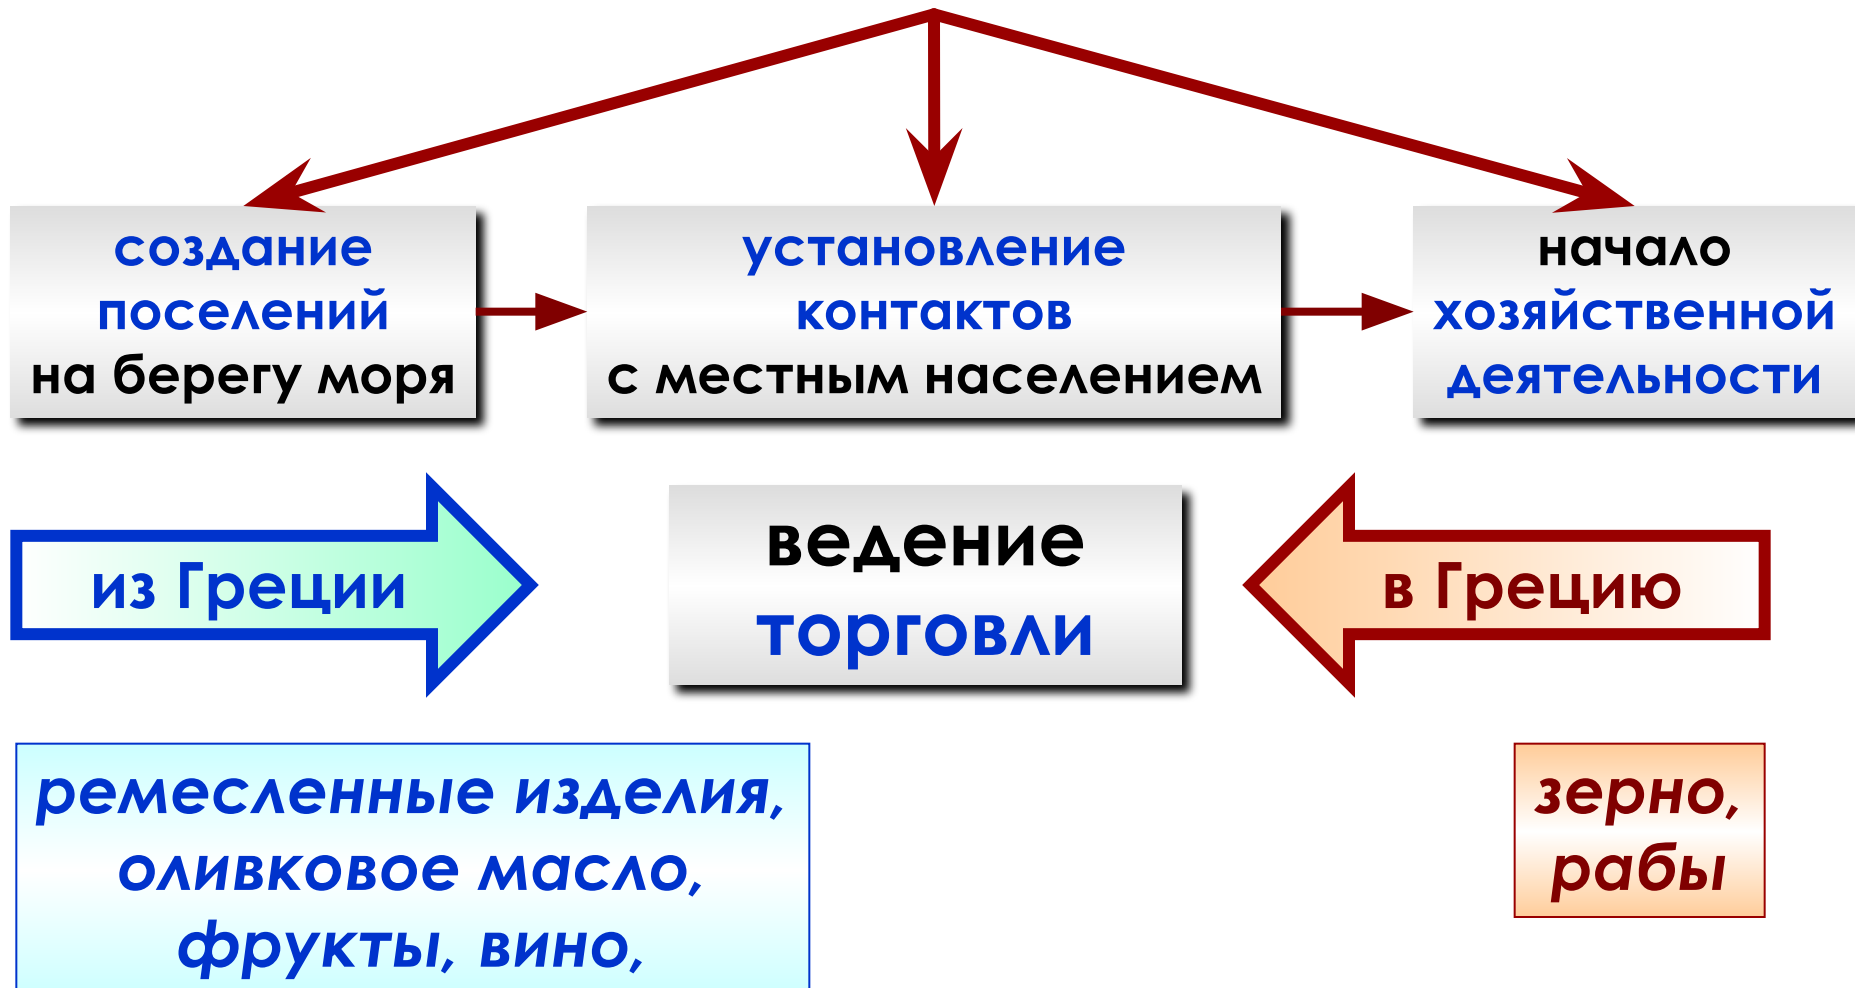 создание
поселений
на берегу моря
установление
контактов
с местным населением
начало
хозяйственной
деятельности
из Греции
ведение
торговли
в Грецию
ремесленные изделия,
оливковое масло,
фрукты, вино,
зерно,
рабы